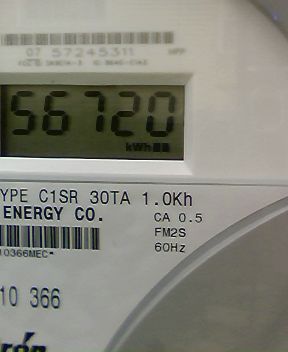 07 57245311
56720
kWh
YPE C1SR 30TA 1.0Kh
ENERGY CO.
CA 0.5
FM2S
60Hz
10366MEC*
10 366
rón